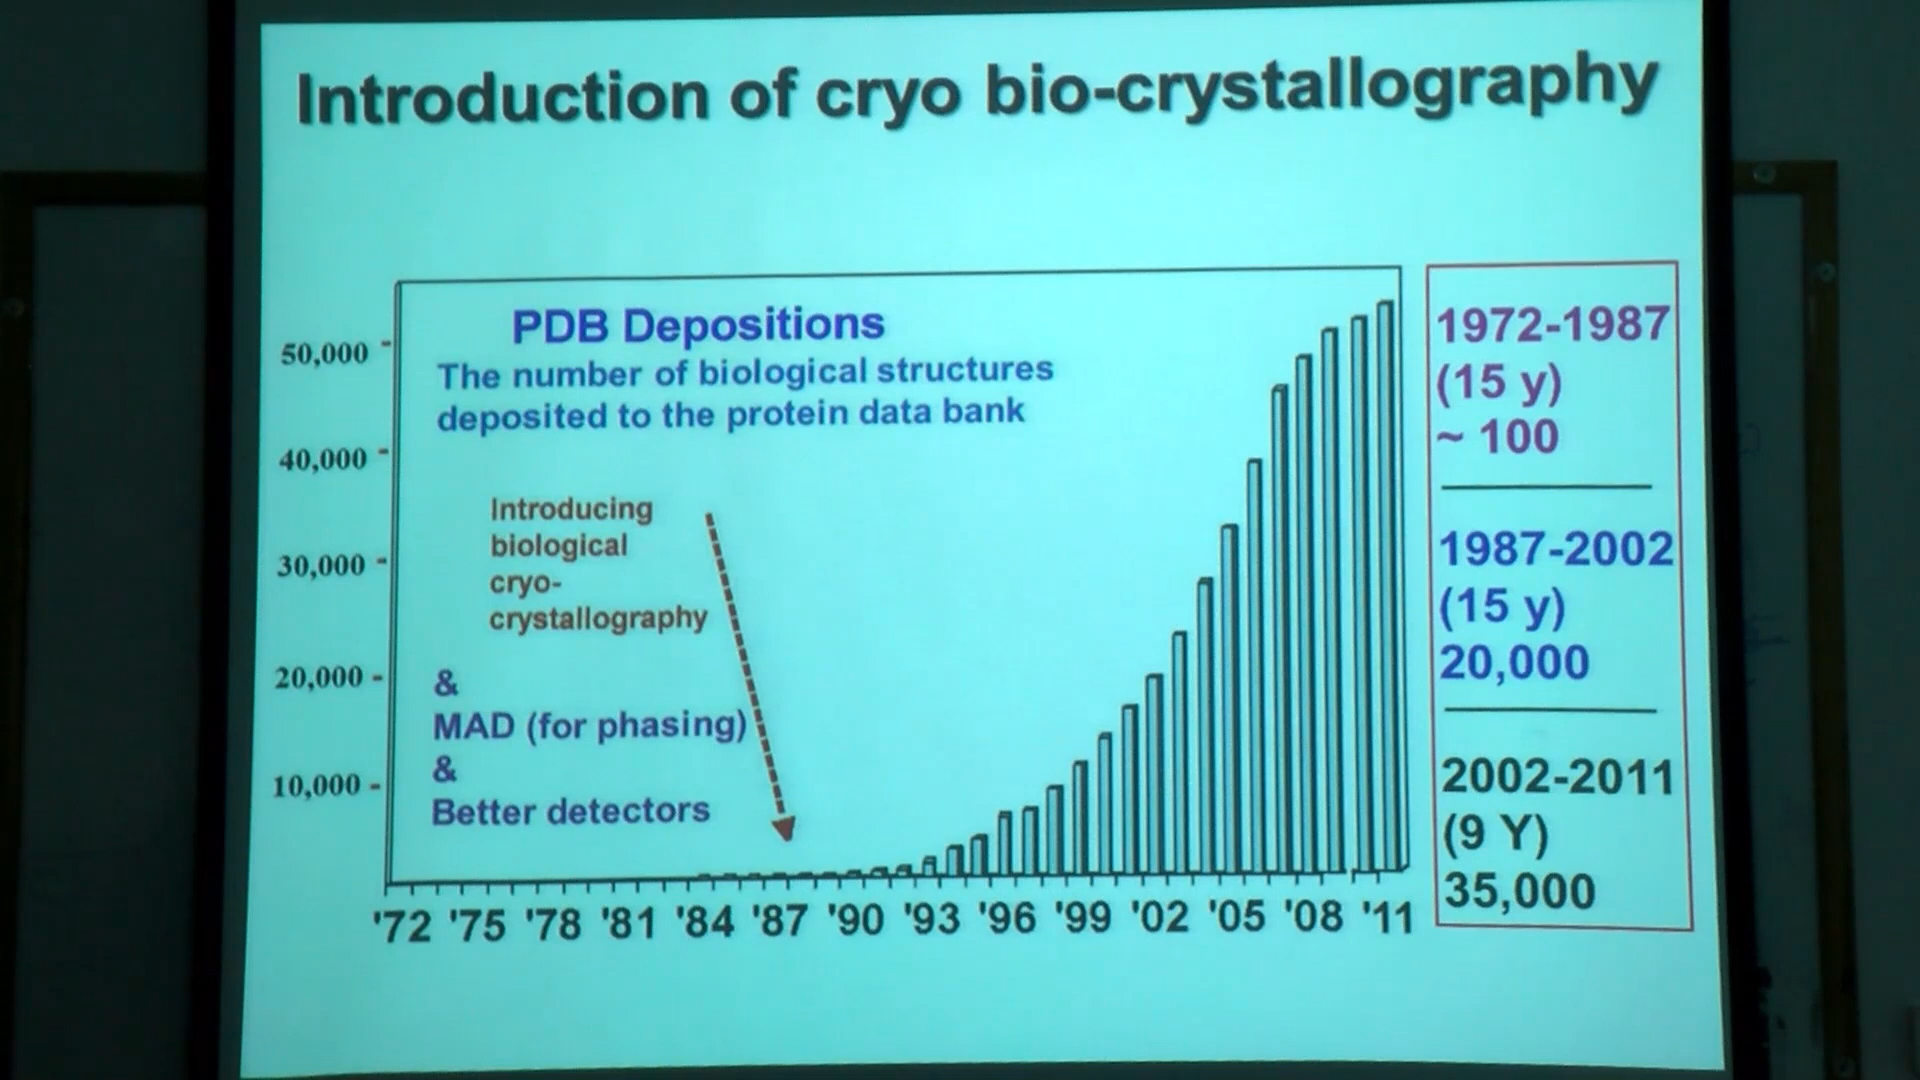 Introduction of cryo bio-crystallography
PDB Depositions
The number of biological structures
deposited to the protein data bank
50,000
40,000
30,000
20,000
10,000
Introducing
biological
cryo-
crystallography
&
MAD (for phasing)
&
Better detectors
'72 '75 '78 '81 '84 '87 '90 '93 '96 '99 '02 '05 '08 '11
1972-1987
(15 y)
~ 100
1987-2002
(15 y)
20,000
2002-2011
(9 Y)
35,000